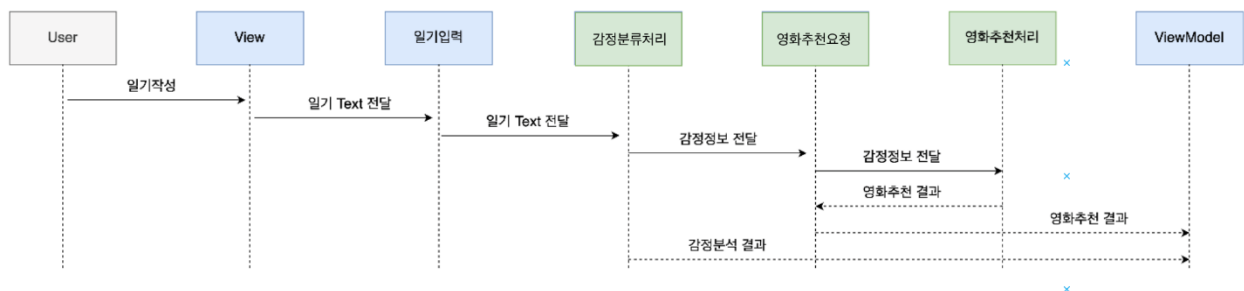 User
View
일기입력
감정분류처리
영화추천요청
영화추천처리
ViewModel
일기작성
일기 Text 전달
일기 Text 전달
감정정보 전달
감정정보 전달
영화추천 결과
영화추천 결과
감정분석 결과